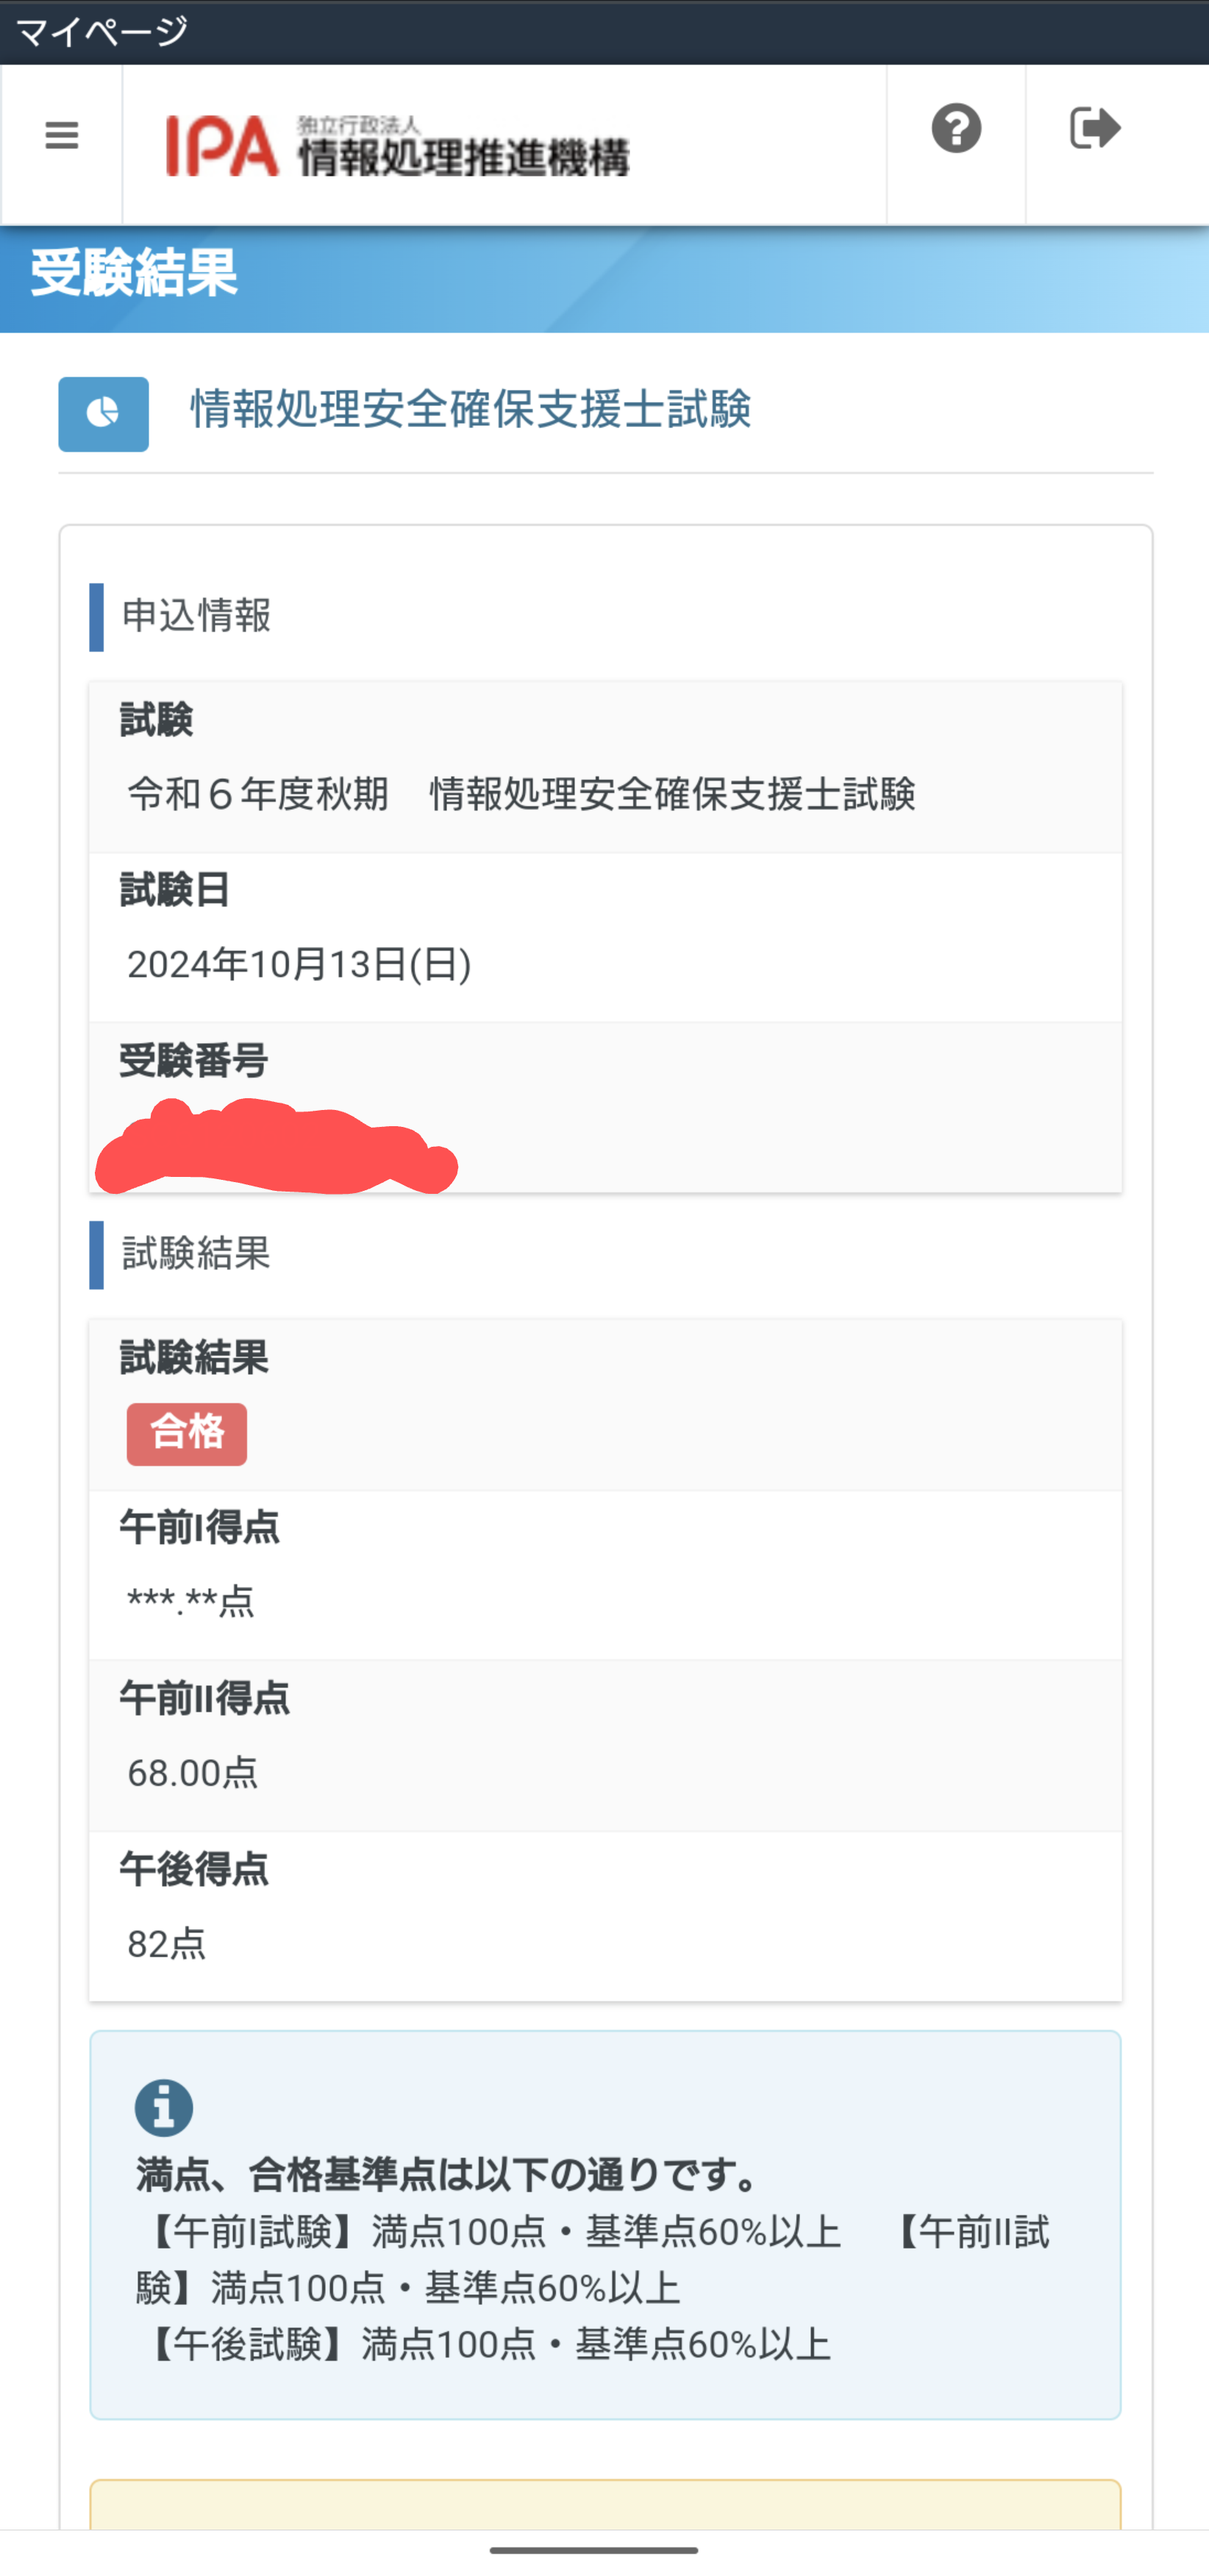 マイページ
IPA 独立行政法人
情報処理推進機構
受験結果
情報処理安全確保支援士試験
申込情報
試験
令和６年度秋期　情報処理安全確保支援士試験
試験日
2024年10月13日(日)
受験番号
試験結果
試験結果
合格
午前I得点
***.**点
午前II得点
68.00点
午後得点
82点
満点、合格基準点は以下の通りです。
【午前I試験】満点100点・基準点60%以上　【午前II試
験】満点100点・基準点60%以上
【午後試験】満点100点・基準点60%以上